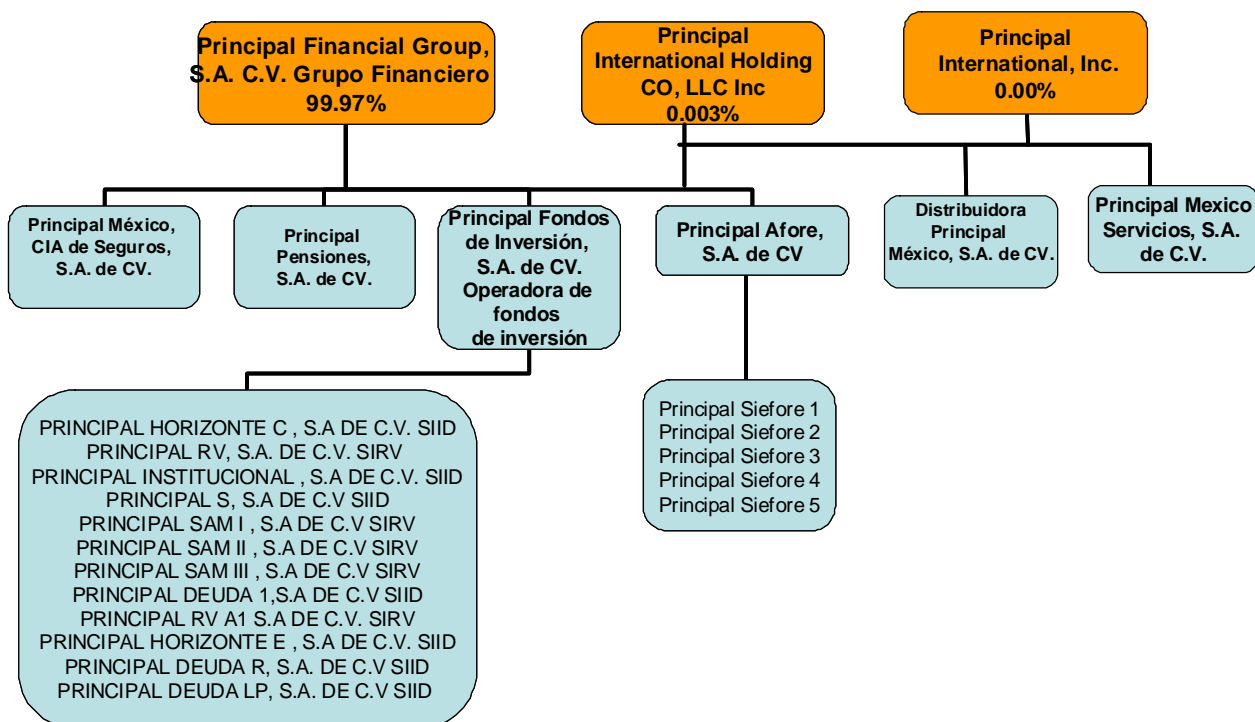 Principal Financial Group,
S.A. C.V. Grupo Financiero
99.97%
Principal
International Holding
CO, LLC Inc
0.003%
Principal
International, Inc.
0.00%
Principal México,
CIA de Seguros,
S.A. de CV.
Principal
Pensiones,
S.A. de CV.
Principal Fondos
de Inversión,
S.A. de CV.
Operadora de
fondos
de inversión
Principal Afore,
S.A. de CV
Distribuidora
Principal
México, S.A. de CV.
Principal Mexico
Servicios, S.A.
de C.V.
PRINCIPAL HORIZONTE C , S.A DE C.V. SIID
PRINCIPAL RV, S.A. DE C.V. SIRV
PRINCIPAL INSTITUCIONAL , S.A DE C.V. SIID
PRINCIPAL S, S.A DE C.V SIID
PRINCIPAL SAM I , S.A DE C.V SIRV
PRINCIPAL SAM II , S.A DE C.V SIRV
PRINCIPAL SAM III , S.A DE C.V SIRV
PRINCIPAL DEUDA 1,S.A DE C.V SIID
PRINCIPAL RV A1 S.A DE C.V. SIRV
PRINCIPAL HORIZONTE E , S.A DE C.V. SIID
PRINCIPAL DEUDA R, S.A. DE C.V SIID
PRINCIPAL DEUDA LP, S.A. DE C.V SIID
Principal Siefore 1
Principal Siefore 2
Principal Siefore 3
Principal Siefore 4
Principal Siefore 5